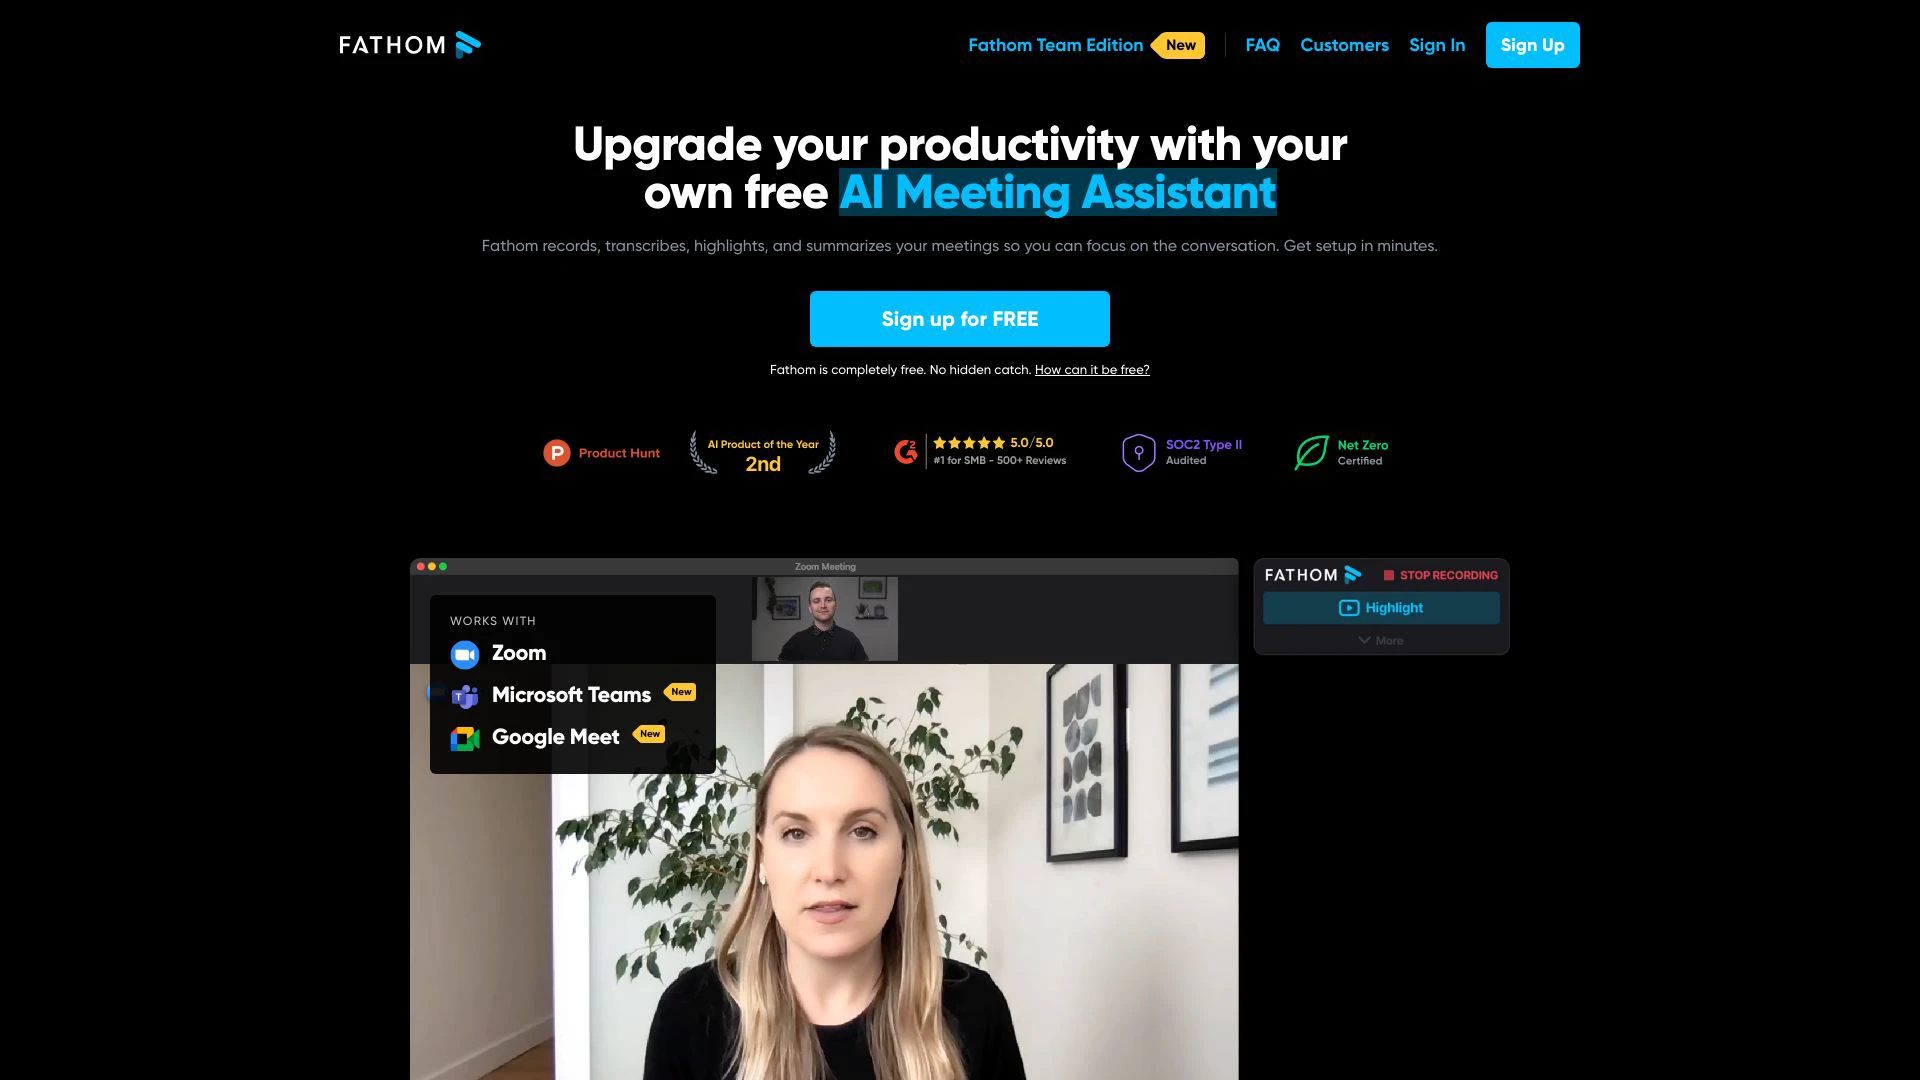 FATHOM
Fathom Team Edition New FAQ Customers Sign In Sign Up
Upgrade your productivity with your
own free AI Meeting Assistant
Fathom records, transcribes, highlights, and summarizes your meetings so you can focus on the conversation. Get setup in minutes.
Sign up for FREE
Fathom is completely free. No hidden catch. How can it be free?
P Product Hunt
AI Product of the Year
2nd
5.0/5.0
#1 for SMB - 500+ Reviews
SOC2 Type II
Audited
Net Zero
Certified
Zoom Meeting
WORKS WITH
Zoom
Microsoft Teams New
Google Meet New
FATHOM STOP RECORDING
Highlight
More